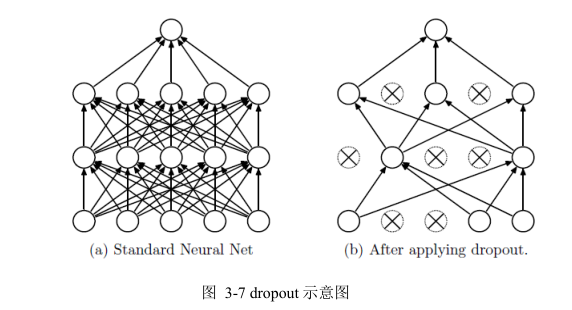 (a) Standard Neural Net
(b) After applying dropout.
图 3-7 dropout 示意图